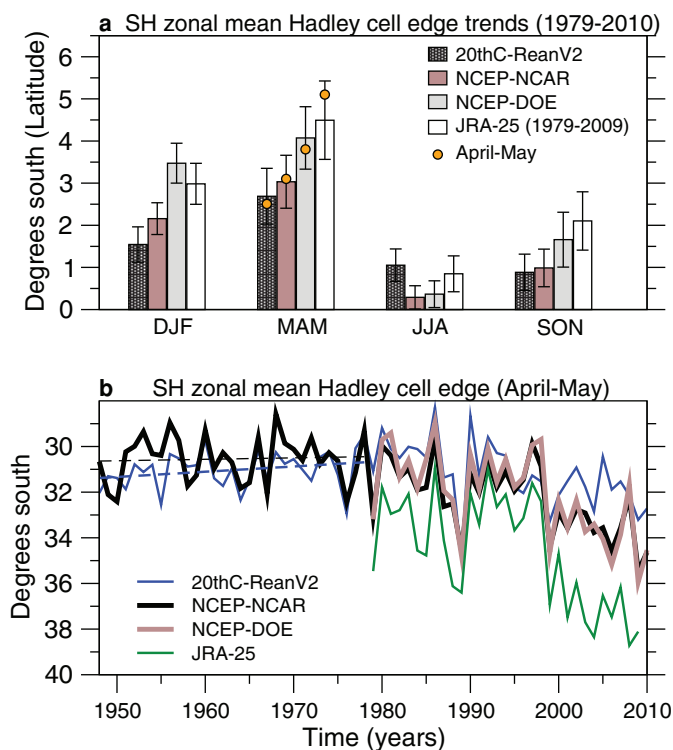 a SH zonal mean Hadley cell edge trends (1979-2010)
Degrees south (Latitude)
6
5
4
3
2
1
0
20thC-ReanV2
NCEP-NCAR
NCEP-DOE
JRA-25 (1979-2009)
April-May
DJF MAM JJA SON
b SH zonal mean Hadley cell edge (April-May)
Degrees south
30
32
34
36
38
40
20thC-ReanV2
NCEP-NCAR
NCEP-DOE
JRA-25
1950 1960 1970 1980 1990 2000 2010
Time (years)